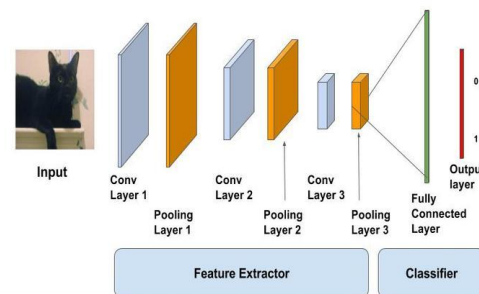 Input
Conv
Layer 1
Pooling
Layer 1
Conv
Layer 2
Pooling
Layer 2
Conv
Layer 3
Pooling
Layer 3
Fully
Connected
Layer
Output
layer
0
1
Feature Extractor
Classifier